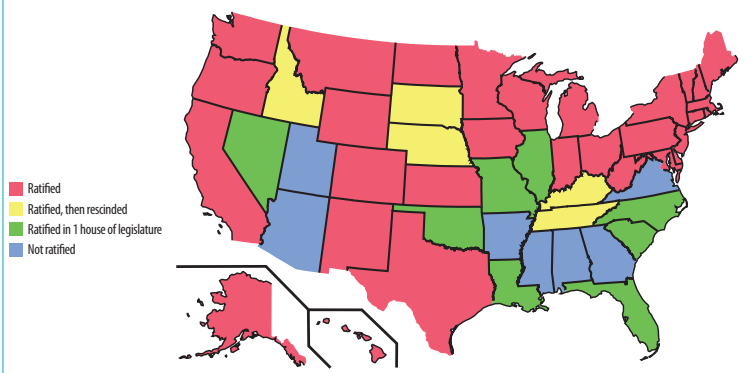 Ratified
Ratified, then rescinded
Ratified in 1 house of legislature
Not ratified